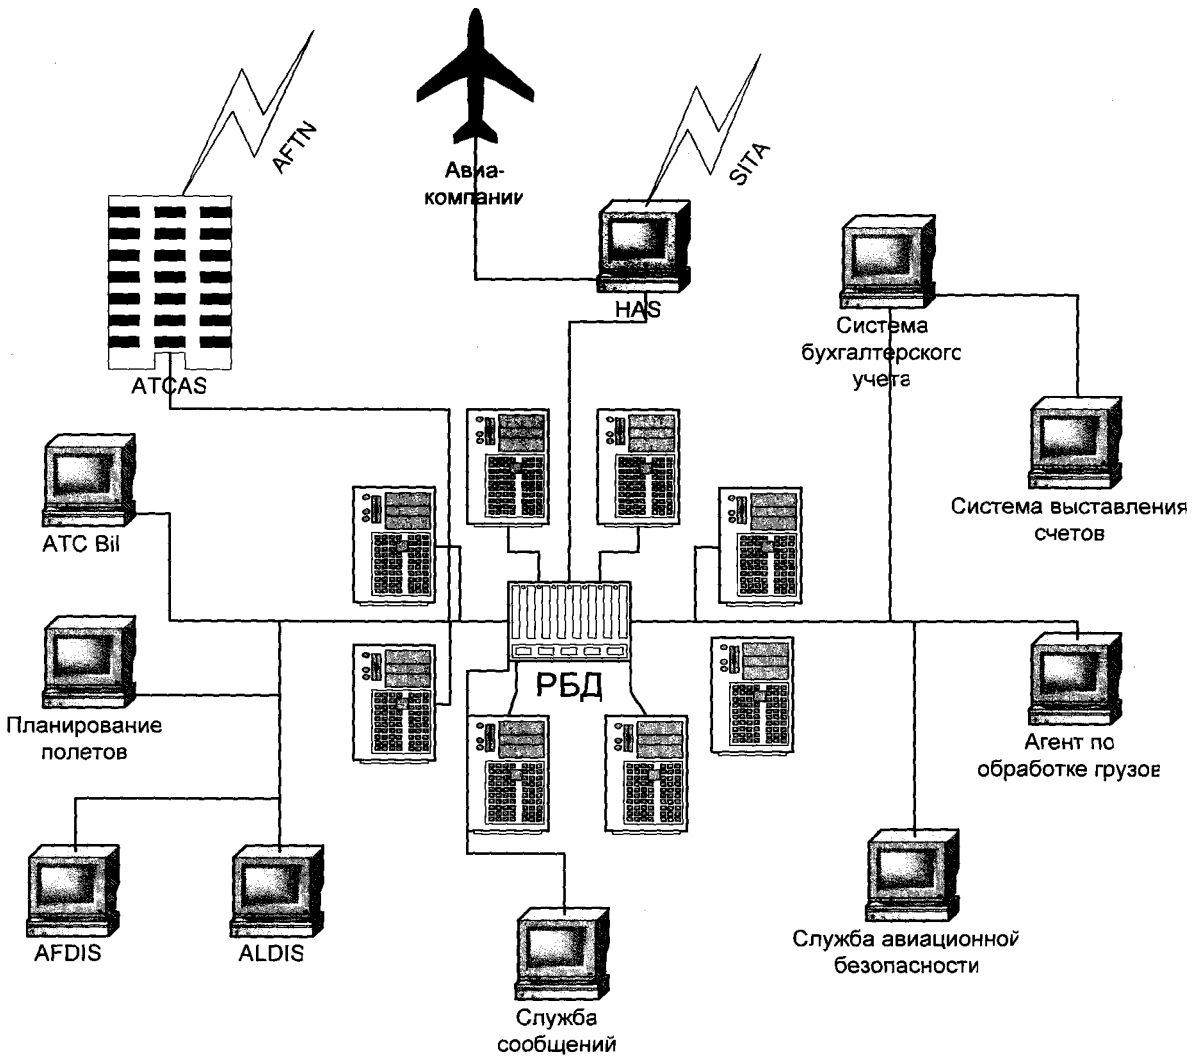 AFTN
Авиа-
компании
SITA
HAS
ATCAS
Система
бухгалтерского
учета
Система выставления
счетов
ATC Bil
РБД
Планирование
полетов
Агент по
обработке грузов
AFDIS
ALDIS
Служба авиационной
безопасности
Служба
сообщений